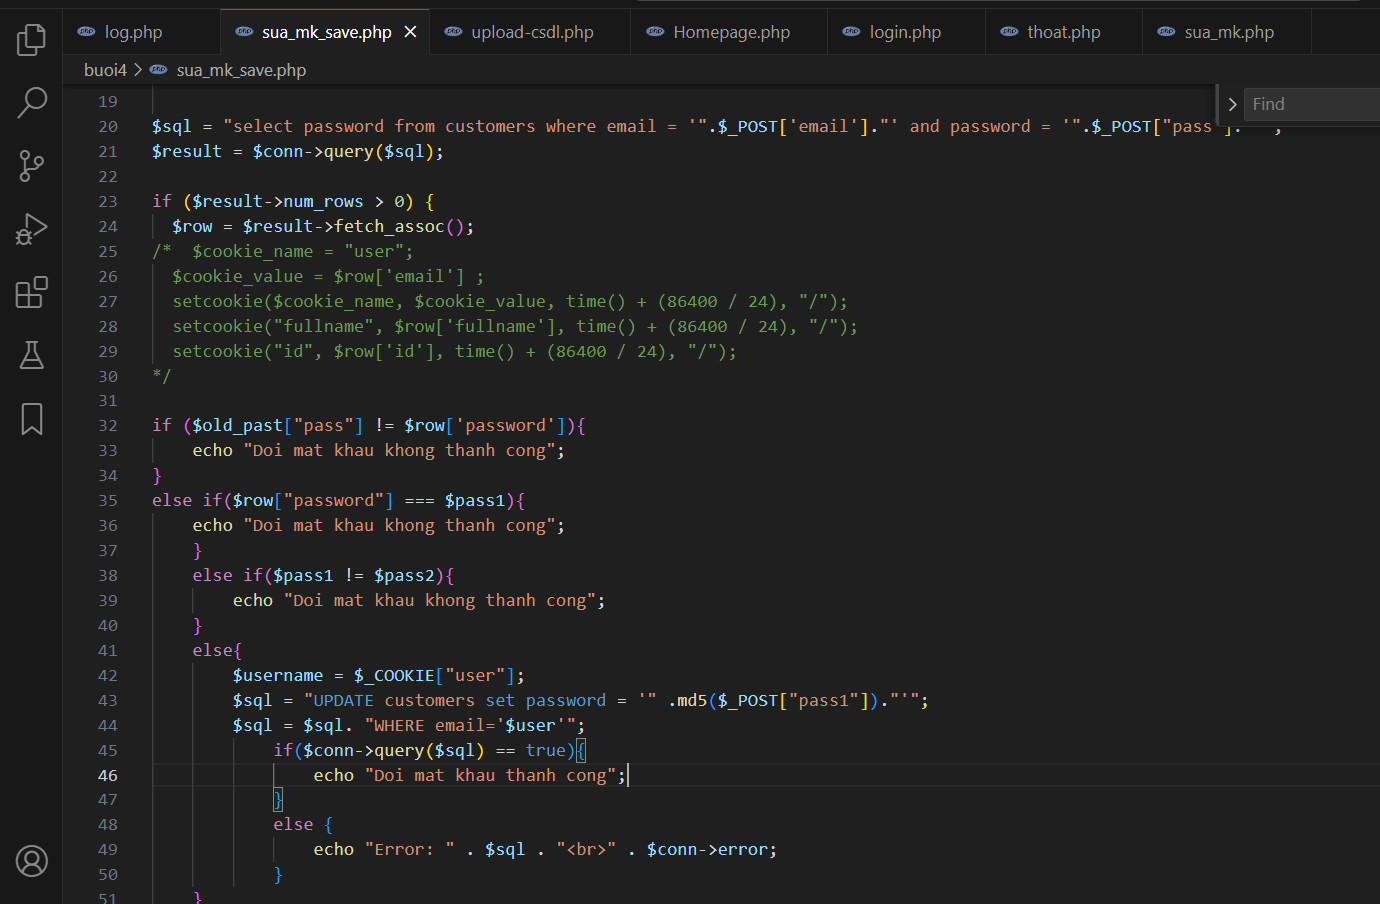 log.php sua_mk_save.php upload-csdl.php Homepage.php login.php thoat.php sua_mk.php
buoi4 > sua_mk_save.php
Find
19
20 $sql = "select password from customers where email = '".$_POST['email']."' and password = '".$_POST["pass"]."'";
21 $result = $conn->query($sql);
22
23 if ($result->num_rows > 0) {
24 $row = $result->fetch_assoc();
25 /* $cookie_name = "user";
26 $cookie_value = $row['email'] ;
27 setcookie($cookie_name, $cookie_value, time() + (86400 / 24), "/");
28 setcookie("fullname", $row['fullname'], time() + (86400 / 24), "/");
29 setcookie("id", $row['id'], time() + (86400 / 24), "/");
30 */
31
32 if ($old_past["pass"] != $row['password']){
33 echo "Doi mat khau khong thanh cong";
34 }
35 else if($row["password"] === $pass1){
36 echo "Doi mat khau khong thanh cong";
37 }
38 else if($pass1 != $pass2){
39 echo "Doi mat khau khong thanh cong";
40 }
41 else{
42 $username = $_COOKIE["user"];
43 $sql = "UPDATE customers set password = '" .md5($_POST["pass1"])."'";
44 $sql = $sql. "WHERE email='$user'";
45 if($conn->query($sql) == true){
46 echo "Doi mat khau thanh cong";
47 }
48 else {
49 echo "Error: " . $sql . "<br>" . $conn->error;
50 }
51 }